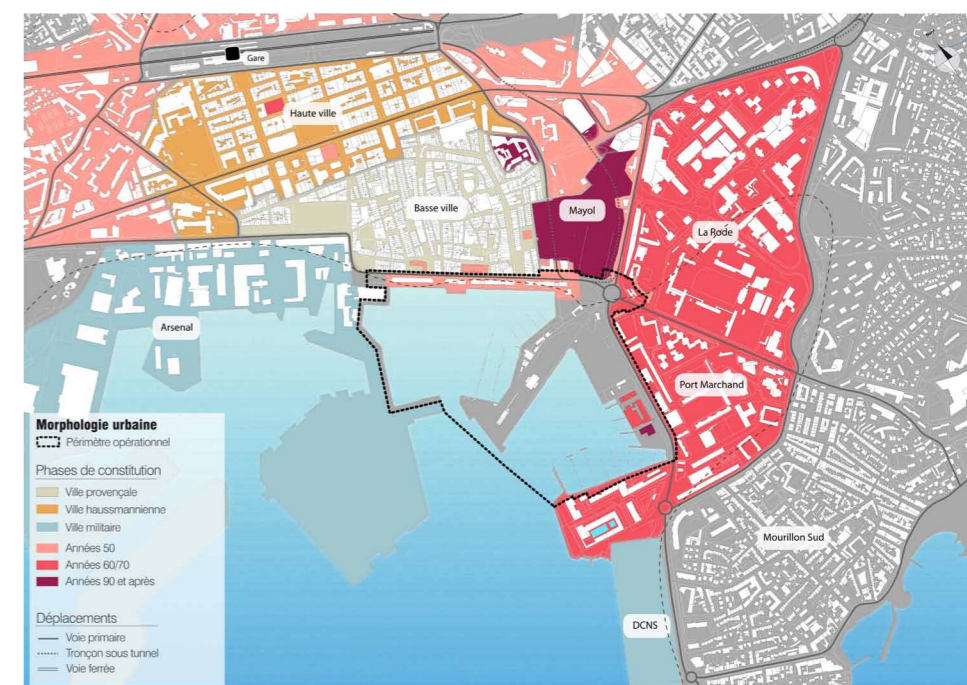 Gare
Haute ville
Basse ville
Mayol
La Rode
Arsenal
Port Marchand
Mourillon Sud
DCNS
Morphologie urbaine
Périmètre opérationnel
Phases de constitution
Ville provençale
Ville haussmannienne
Ville militaire
Années 50
Années 60/70
Années 90 et après
Déplacements
Voie primaire
Tronçon sous tunnel
Voie ferrée